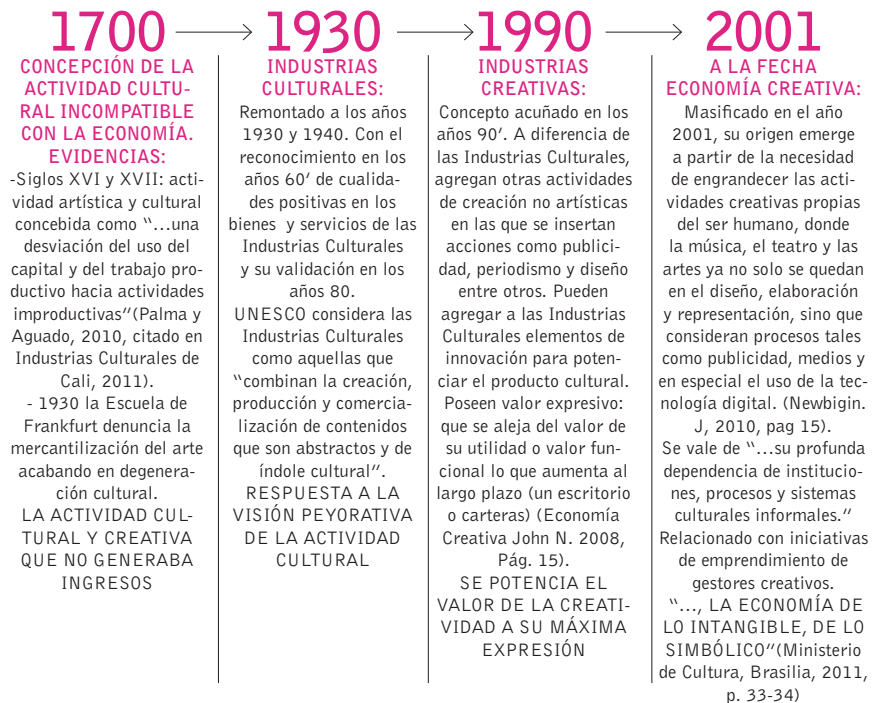 1700
CONCEPCIÓN DE LA
ACTIVIDAD CULTU-
RAL INCOMPATIBLE
CON LA ECONOMÍA.
EVIDENCIAS:
-Siglos XVI y XVII: acti-
vidad artística y cultural
concebida como “...una
desviación del uso del
capital y del trabajo pro-
ductivo hacia actividades
improductivas”(Palma y
Aguado, 2010, citado en
Industrias Culturales de
Cali, 2011).
- 1930 la Escuela de
Frankfurt denuncia la
mercantilización del arte
acabando en degenera-
ción cultural.
LA ACTIVIDAD CUL-
TURAL Y CREATIVA
QUE NO GENERABA
INGRESOS
1930
INDUSTRIAS
CULTURALES:
Remontado a los años
1930 y 1940. Con el
reconocimiento en los
años 60’ de cualida-
des positivas en los
bienes y servicios de las
Industrias Culturales
y su validación en los
años 80.
UNESCO considera las
Industrias Culturales
como aquellas que
“combinan la creación,
producción y comercia-
lización de contenidos
que son abstractos y de
índole cultural”.
RESPUESTA A LA
VISIÓN PEYORATIVA
DE LA ACTIVIDAD
CULTURAL
1990
INDUSTRIAS
CREATIVAS:
Concepto acuñado en los
años 90’. A diferencia de
las Industrias Culturales,
agregan otras actividades
de creación no artísticas
en las que se insertan
acciones como publici-
dad, periodismo y diseño
entre otros. Pueden
agregar a las Industrias
Culturales elementos de
innovación para poten-
ciar el producto cultural.
Poseen valor expresivo:
que se aleja del valor de
su utilidad o valor fun-
cional lo que aumenta al
largo plazo (un escritorio
o carteras) (Economía
Creativa John N. 2008,
Pág. 15).
SE POTENCIA EL
VALOR DE LA CREATI-
VIDAD A SU MÁXIMA
EXPRESIÓN
2001
A LA FECHA
ECONOMÍA CREATIVA:
Masificado en el año
2001, su origen emerge
a partir de la necesidad
de engrandecer las acti-
vidades creativas propias
del ser humano, donde
la música, el teatro y las
artes ya no solo se quedan
en el diseño, elaboración
y representación, sino que
consideran procesos tales
como publicidad, medios y
en especial el uso de la tec-
nología digital. (Newbigin.
J, 2010, pag 15).
Se vale de “...su profunda
dependencia de institucio-
nes, procesos y sistemas
culturales informales.”
Relacionado con iniciativas
de emprendimiento de
gestores creativos.
“..., LA ECONOMÍA DE
LO INTANGIBLE, DE LO
SIMBÓLICO”(Ministerio
de Cultura, Brasilia, 2011,
p. 33-34)